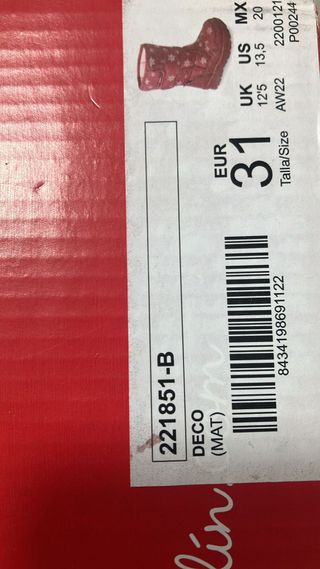 221851-B
DECO
(MAT)
EUR
31
Talla/Size
UK US MX
12'5 13,5 20
AW22 2200121
P00244
8434198691122
lín